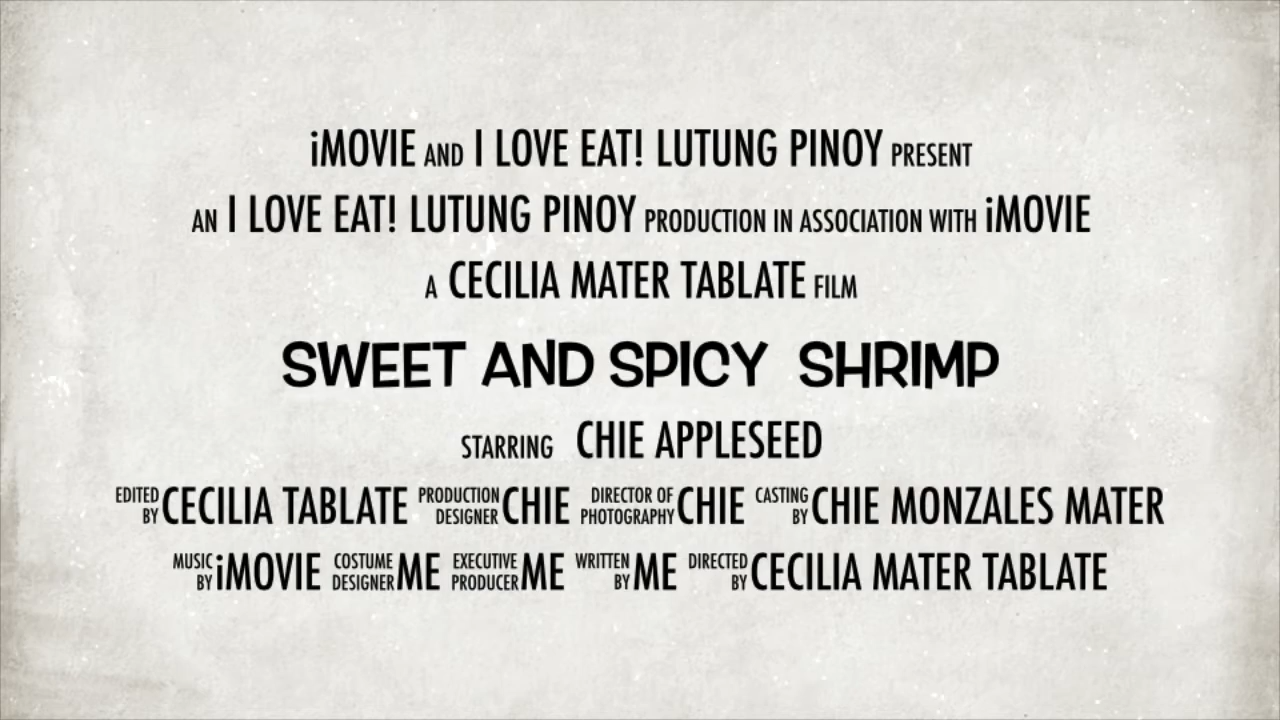 iMOVIE AND I LOVE EAT! LUTUNG PINOY PRESENT
AN I LOVE EAT! LUTUNG PINOY PRODUCTION IN ASSOCIATION WITH iMOVIE
A CECILIA MATER TABLATE FILM
SWEET AND SPICY SHRIMP
STARRING CHIE APPLESEED
EDITED BY CECILIA TABLATE PRODUCTION DESIGNER CHIE DIRECTOR OF PHOTOGRAPHY CHIE CASTING BY CHIE MONZALES MATER
MUSIC BY iMOVIE COSTUME DESIGNER ME EXECUTIVE PRODUCER ME WRITTEN BY ME DIRECTED BY CECILIA MATER TABLATE